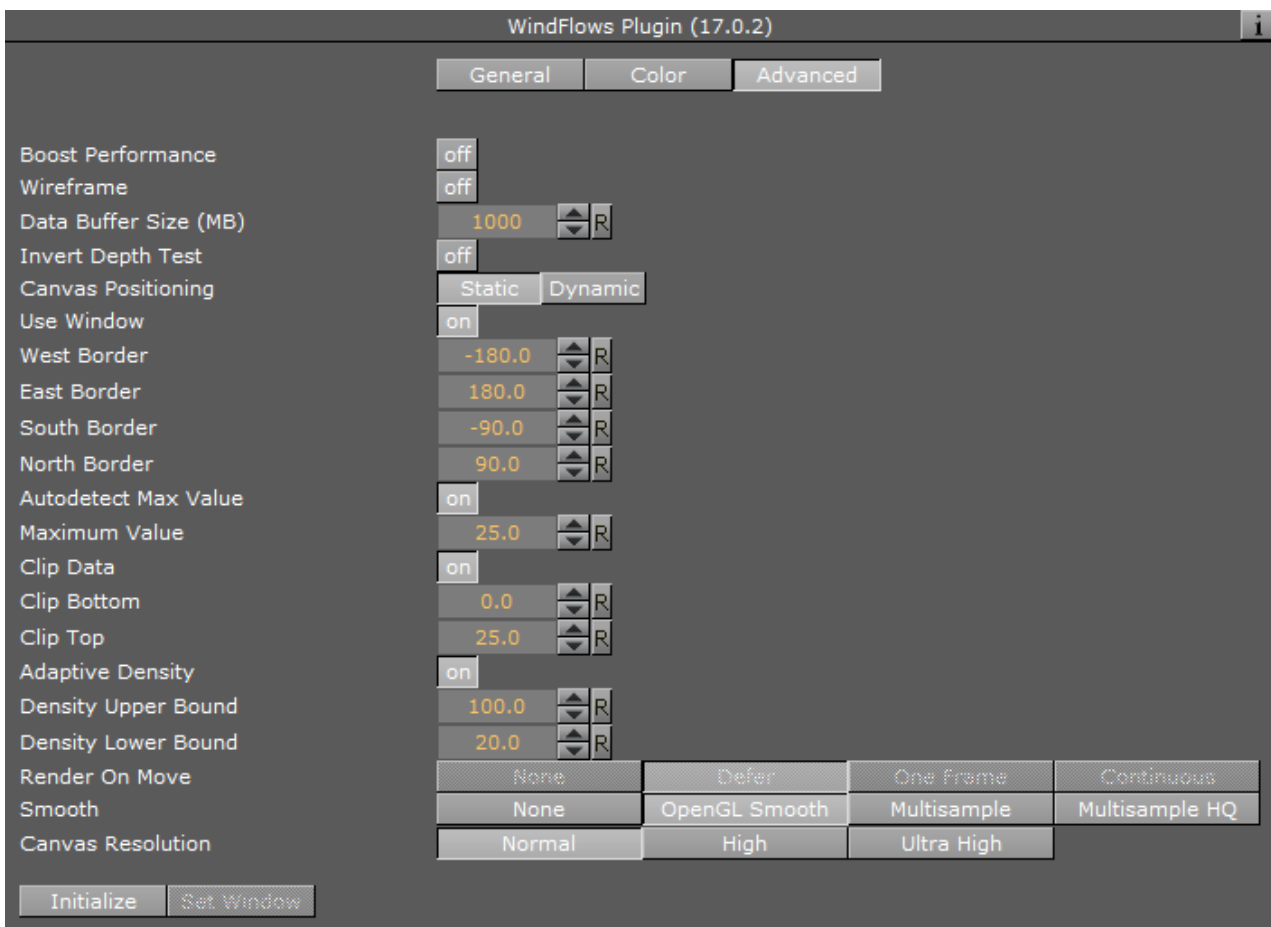 WindFlows Plugin (17.0.2) i
General Color Advanced
Boost Performance off
Wireframe off
Data Buffer Size (MB) 1000 R
Invert Depth Test off
Canvas Positioning Static Dynamic
Use Window on
West Border -180.0 R
East Border 180.0 R
South Border -90.0 R
North Border 90.0 R
Autodetect Max Value on
Maximum Value 25.0 R
Clip Data on
Clip Bottom 0.0 R
Clip Top 25.0 R
Adaptive Density on
Density Upper Bound 100.0 R
Density Lower Bound 20.0 R
Render On Move None Defer One Frame Continuous
Smooth None OpenGL Smooth Multisample Multisample HQ
Canvas Resolution Normal High Ultra High
Initialize Set Window